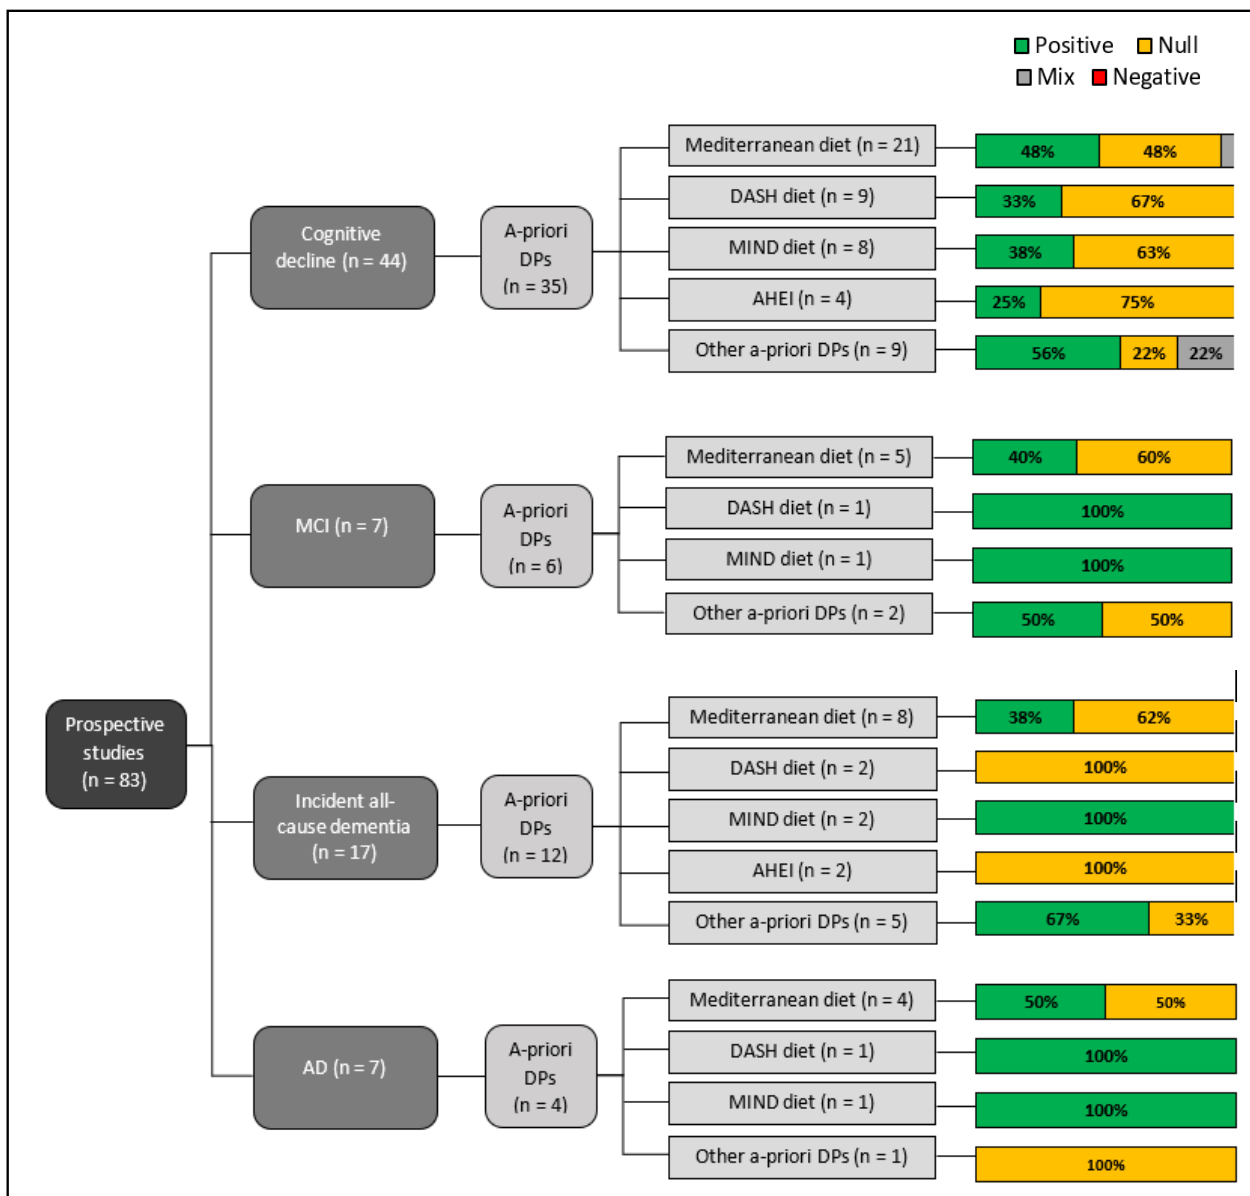 Positive Null
Mix Negative
Prospective
studies
(n = 83)
Cognitive
decline (n = 44)
A-priori
DPs
(n = 35)
Mediterranean diet (n = 21)
48% 48%
DASH diet (n = 9)
33% 67%
MIND diet (n = 8)
38% 63%
AHEI (n = 4)
25% 75%
Other a-priori DPs (n = 9)
56% 22% 22%
MCI (n = 7)
A-priori
DPs
(n = 6)
Mediterranean diet (n = 5)
40% 60%
DASH diet (n = 1)
100%
MIND diet (n = 1)
100%
Other a-priori DPs (n = 2)
50% 50%
Incident all-
cause dementia
(n = 17)
A-priori
DPs
(n = 12)
Mediterranean diet (n = 8)
38% 62%
DASH diet (n = 2)
100%
MIND diet (n = 2)
100%
AHEI (n = 2)
100%
Other a-priori DPs (n = 5)
67% 33%
AD (n = 7)
A-priori
DPs
(n = 4)
Mediterranean diet (n = 4)
50% 50%
DASH diet (n = 1)
100%
MIND diet (n = 1)
100%
Other a-priori DPs (n = 1)
100%